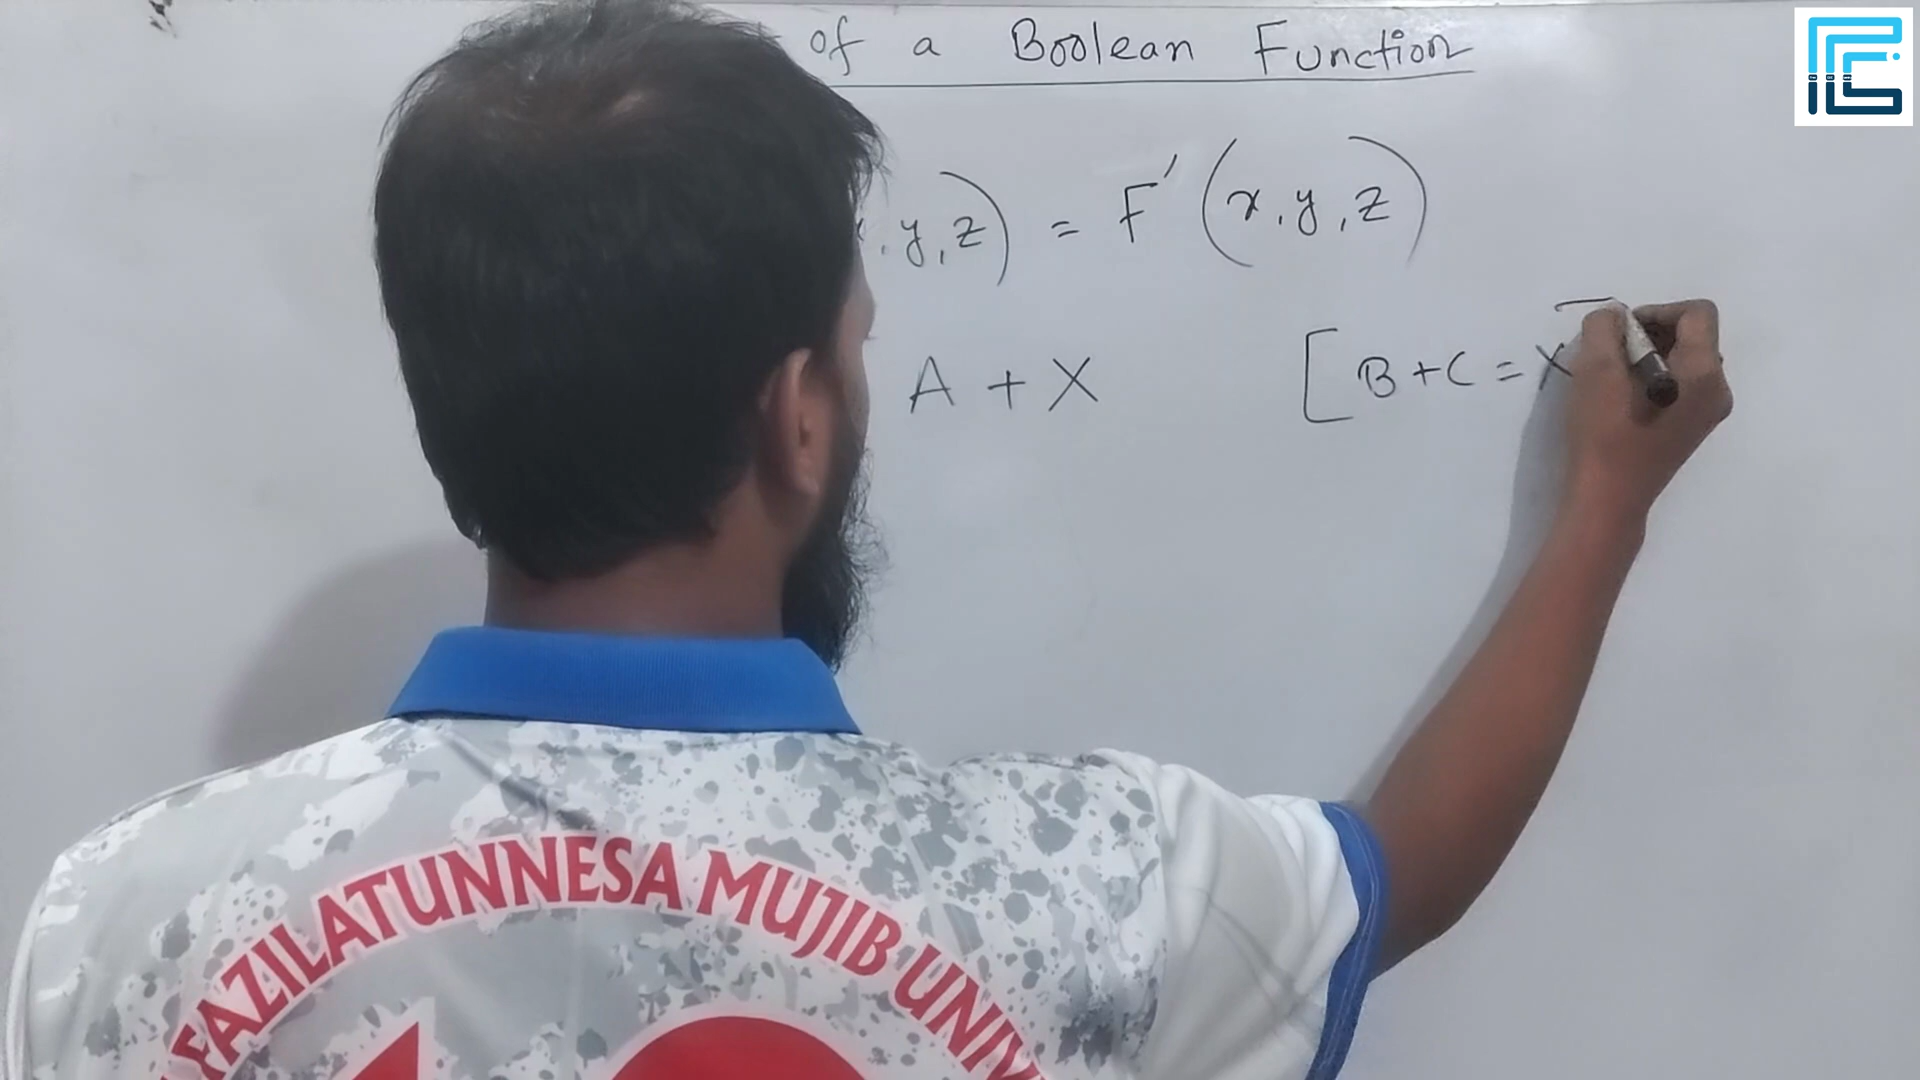 of a Boolean Function
y, z) = F′ (x, y, z)
A + X [B + C = X
FAZILATUNNESA MUJIB UNIV